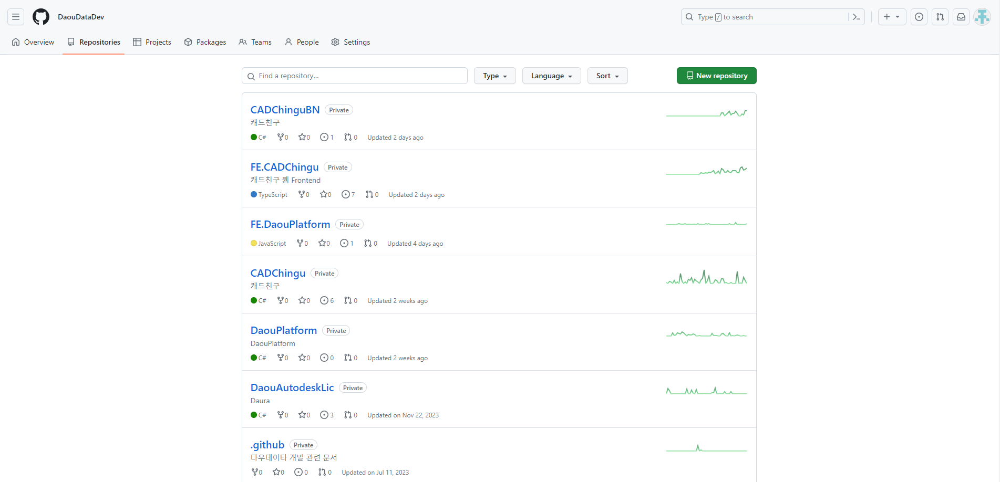 DaouDataDev
Type / to search
Overview Repositories Projects Packages Teams People Settings
Find a repository...
Type Language Sort New repository
CADChinguBN Private
캐드친구
C# 0 0 1 0 Updated 2 days ago
FE.CADChingu Private
캐드친구 웹 Frontend
TypeScript 0 0 7 0 Updated 2 days ago
FE.DaouPlatform Private
JavaScript 0 0 1 0 Updated 4 days ago
CADChingu Private
캐드친구
C# 0 0 6 0 Updated 2 weeks ago
DaouPlatform Private
DaouPlatform
C# 0 0 0 0 Updated 2 weeks ago
DaouAutodeskLic Private
Daura
C# 0 0 3 0 Updated on Nov 22, 2023
.github Private
다우데이타 개발 관련 문서
0 0 0 0 Updated on Jul 11, 2023